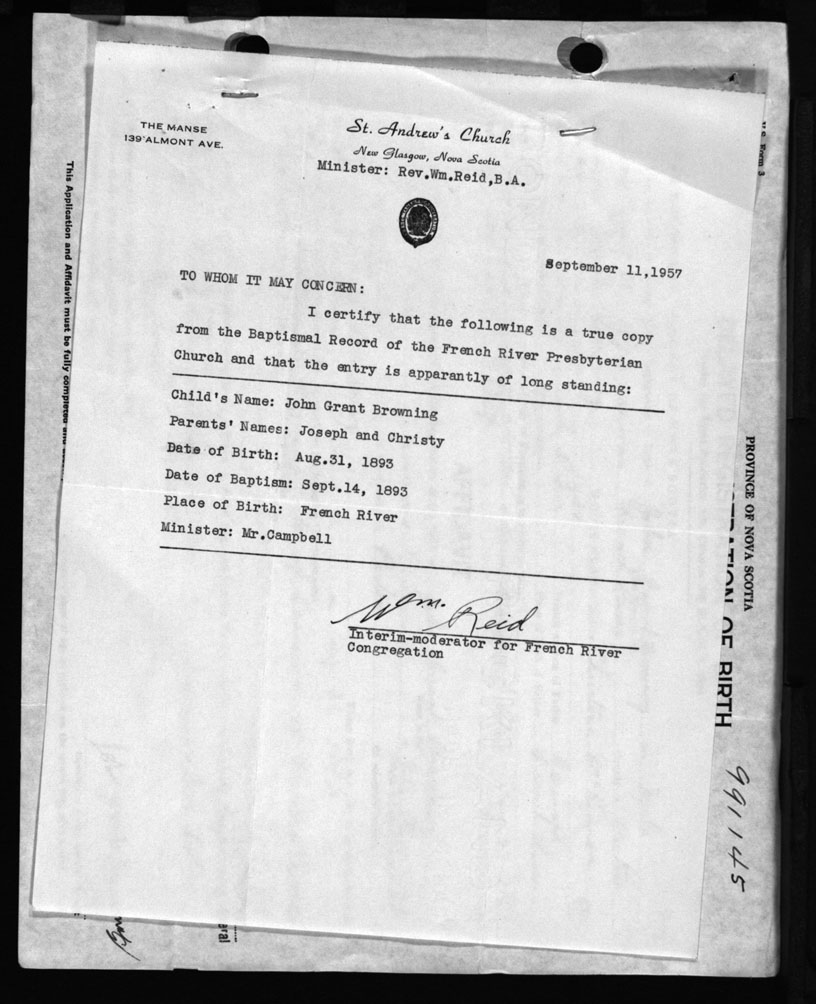 THE MANSE
139 ALMONT AVE.
St. Andrew's Church
New Glasgow, Nova Scotia
Minister: Rev.Wm.Reid,B.A.
September 11,1957
TO WHOM IT MAY CONCERN:
I certify that the following is a true copy
from the Baptismal Record of the French River Presbyterian
Church and that the entry is apparantly of long standing:
Child's Name: John Grant Browning
Parents' Names: Joseph and Christy
Date of Birth: Aug.31, 1893
Date of Baptism: Sept.14, 1893
Place of Birth: French River
Minister: Mr.Campbell
Wm. Reid
Interim-moderator for French River
Congregation
This Application and Affidavit must be fully completed and
Form 3
PROVINCE OF NOVA SCOTIA
OF BIRTH
991145